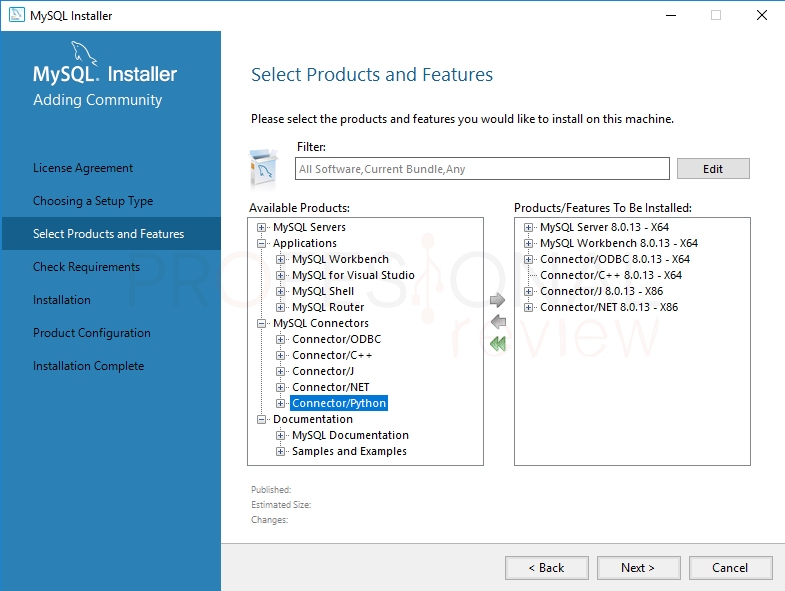 MySQL Installer
MySQL. Installer
Adding Community
License Agreement
Choosing a Setup Type
Select Products and Features
Check Requirements
Installation
Product Configuration
Installation Complete
Select Products and Features
Please select the products and features you would like to install on this machine.
Filter:
All Software,Current Bundle,Any
Edit
Available Products:
MySQL Servers
Applications
MySQL Workbench
MySQL for Visual Studio
MySQL Shell
MySQL Router
MySQL Connectors
Connector/ODBC
Connector/C++
Connector/J
Connector/NET
Connector/Python
Documentation
MySQL Documentation
Samples and Examples
Products/Features To Be Installed:
MySQL Server 8.0.13 - X64
MySQL Workbench 8.0.13 - X64
Connector/ODBC 8.0.13 - X64
Connector/C++ 8.0.13 - X64
Connector/J 8.0.13 - X86
Connector/NET 8.0.13 - X86
Published:
Estimated Size:
Changes:
< Back
Next >
Cancel
review